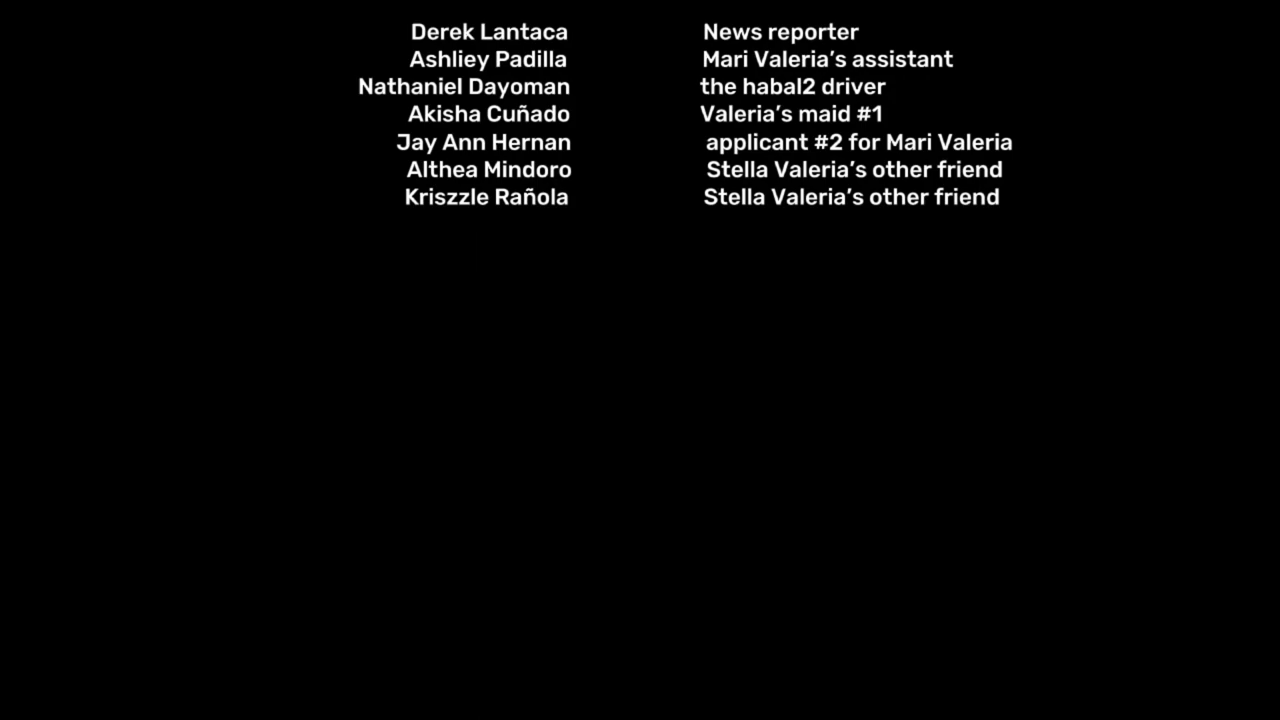 Derek Lantaca News reporter
Ashliey Padilla Mari Valeria’s assistant
Nathaniel Dayoman the habal2 driver
Akisha Cuñado Valeria’s maid #1
Jay Ann Hernan applicant #2 for Mari Valeria
Althea Mindoro Stella Valeria’s other friend
Kriszzle Rañola Stella Valeria’s other friend